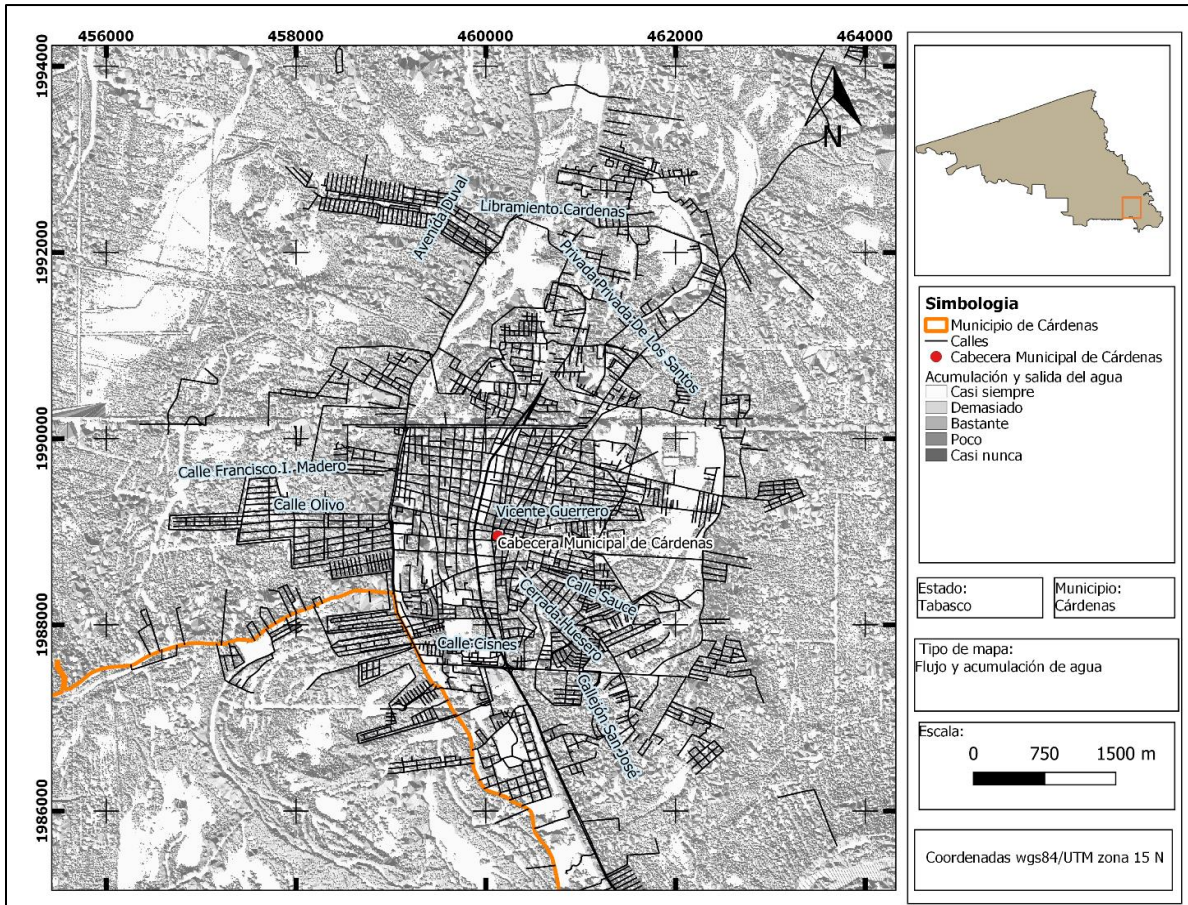 456000
458000
460000
462000
464000
1994000
1992000
1990000
1988000
1986000
N
Avenida Duval
Libramiento Cardenas
Privada Privada De Los Santos
Calle Francisco I. Madero
Calle Olivo
Vicente Guerrero
Cabecera Municipal de Cárdenas
Calle Sauce
Cerrada Huesero
Calle Cisnes
Callejón San José
Simbologia
Municipio de Cárdenas
Calles
Cabecera Municipal de Cárdenas
Acumulación y salida del agua
Casi siempre
Demasiado
Bastante
Poco
Casi nunca
Estado:
Tabasco
Municipio:
Cárdenas
Tipo de mapa:
Flujo y acumulación de agua
Escala:
0 750 1500 m
Coordenadas wgs84/UTM zona 15 N